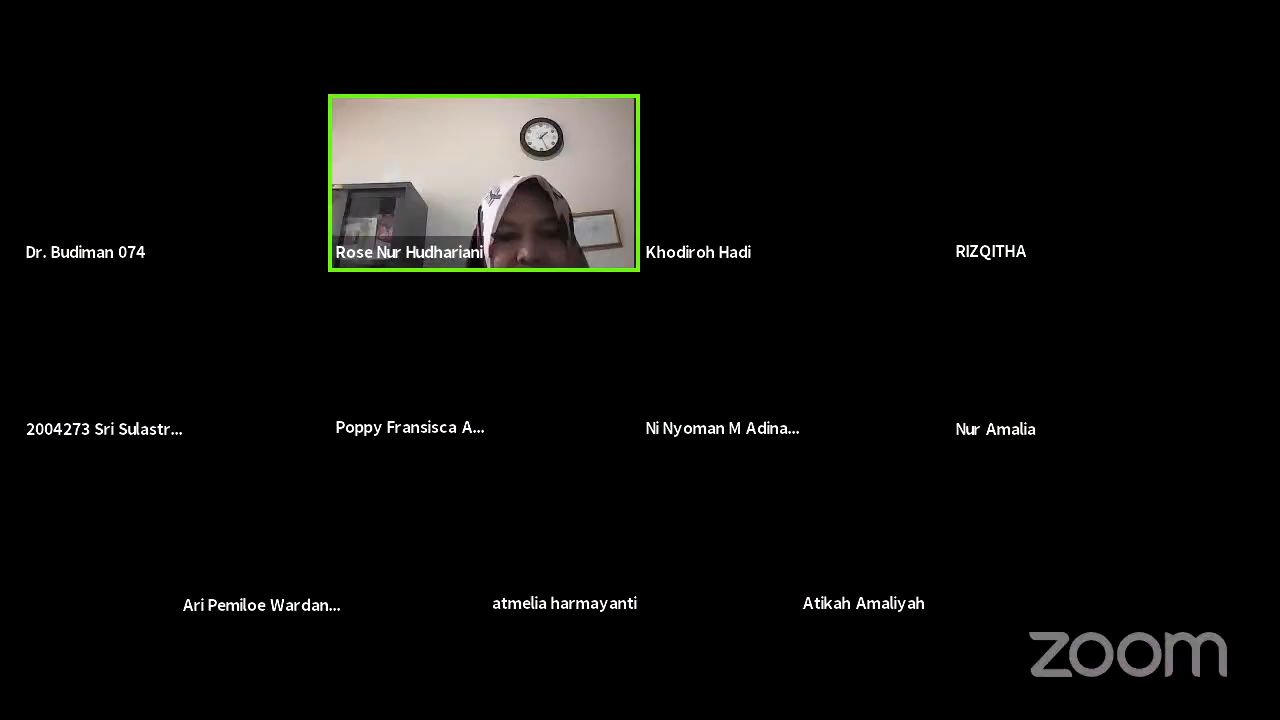 Dr. Budiman 074
Rose Nur Hudhariani
Khodiroh Hadi
RIZQITHA
2004273 Sri Sulastr...
Poppy Fransisca A...
Ni Nyoman M Adina...
Nur Amalia
Ari Pemiloe Wardan...
atmelia harmayanti
Atikah Amaliyah
zoom